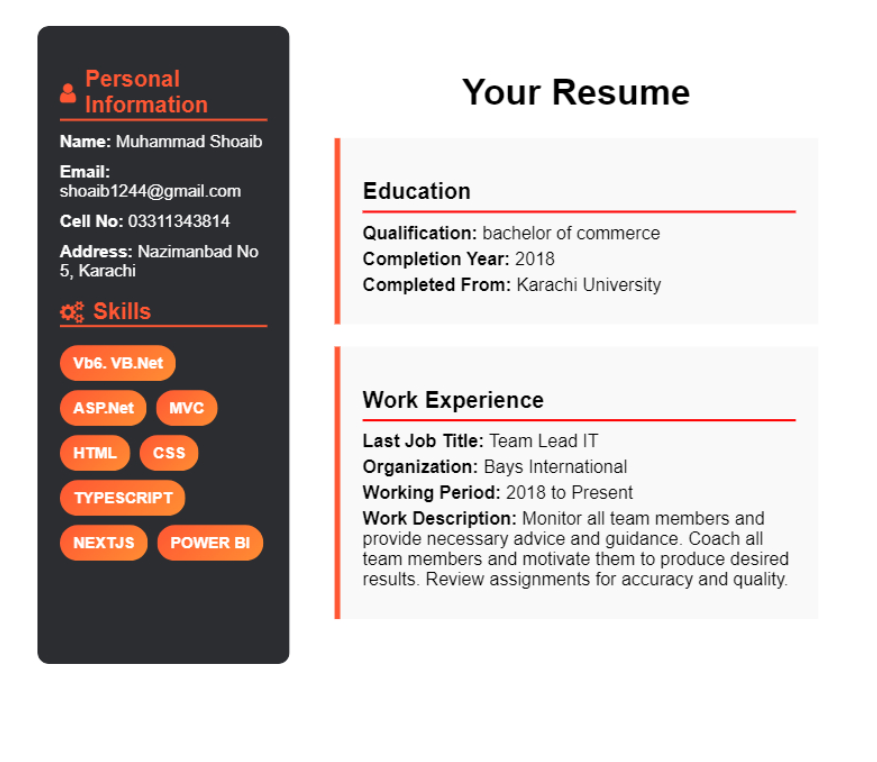 Personal
Information
Name: Muhammad Shoaib
Email:
shoaib1244@gmail.com
Cell No: 03311343814
Address: Nazimanbad No
5, Karachi
Skills
Vb6. VB.Net
ASP.Net MVC
HTML CSS
TYPESCRIPT
NEXTJS POWER BI
Your Resume
Education
Qualification: bachelor of commerce
Completion Year: 2018
Completed From: Karachi University
Work Experience
Last Job Title: Team Lead IT
Organization: Bays International
Working Period: 2018 to Present
Work Description: Monitor all team members and
provide necessary advice and guidance. Coach all
team members and motivate them to produce desired
results. Review assignments for accuracy and quality.